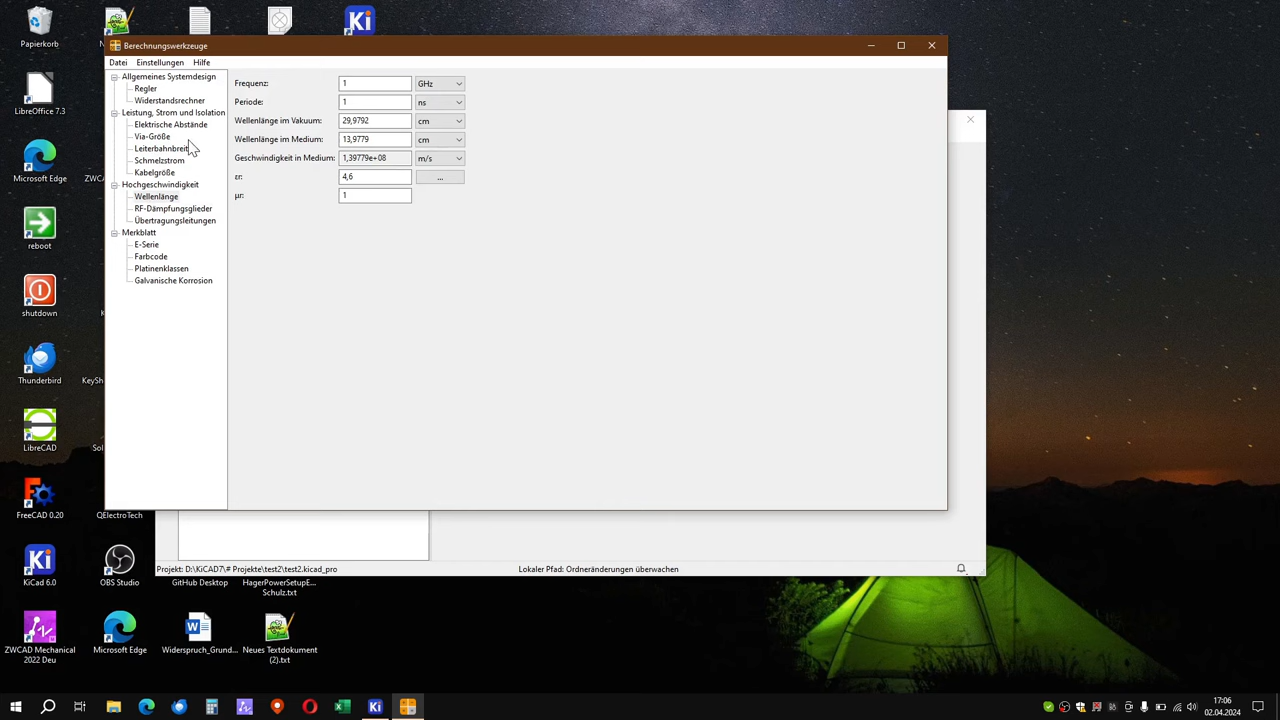 Papierkorb
Berechnungswerkzeuge
Datei Einstellungen Hilfe
Allgemeines Systemdesign
Regler
Widerstandsrechner
Leistung, Strom und Isolation
Elektrische Abstände
Via-Größe
Leiterbahnbreit
Schmelzstrom
Kabelgröße
Hochgeschwindigkeit
Wellenlänge
RF-Dämpfungsglieder
Übertragungsleitungen
Merkblatt
E-Serie
Farbcode
Platinenklassen
Galvanische Korrosion
Frequenz: 1 GHz
Periode: 1 ns
Wellenlänge im Vakuum: 29,9792 cm
Wellenlänge im Medium: 13,9779 cm
Geschwindigkeit in Medium: 1,39779e+08 m/s
εr: 4,6 ...
μr: 1
LibreOffice 7.3
Microsoft Edge ZWC
reboot
shutdown
Thunderbird KeySh
LibreCAD Sol
FreeCAD 0.20 QElectroTech
Projekt: D:\KiCAD7\# Projekte\test2\test2.kicad_pro Lokaler Pfad: Ordneränderungen überwachen
KiCad 6.0 OBS Studio GitHub Desktop HagerPowerSetupE...
Schulz.txt
ZWCAD Mechanical
2022 Deu
Microsoft Edge
Widerspruch_Grund...
Neues Textdokument
(2).txt
17:06
02.04.2024